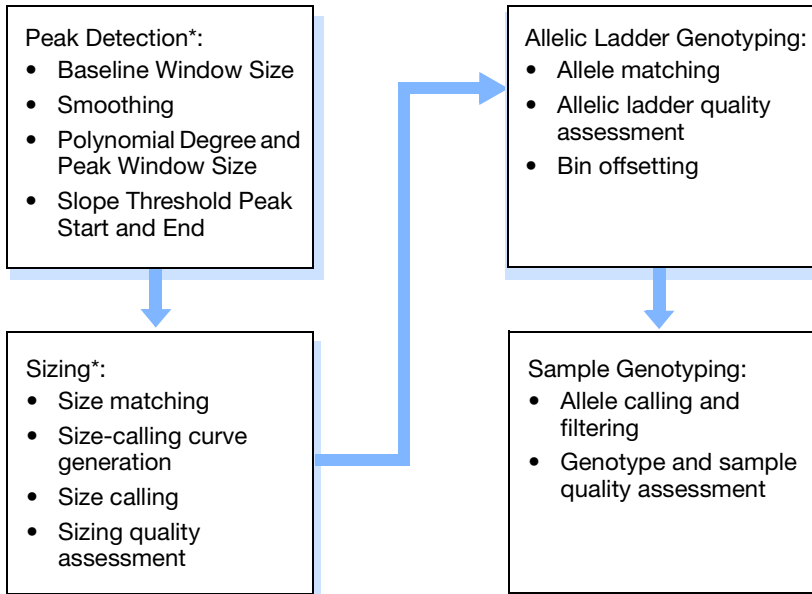 Peak Detection*:
• Baseline Window Size
• Smoothing
• Polynomial Degree and
Peak Window Size
• Slope Threshold Peak
Start and End
Sizing*:
• Size matching
• Size-calling curve
generation
• Size calling
• Sizing quality
assessment
Allelic Ladder Genotyping:
• Allele matching
• Allelic ladder quality
assessment
• Bin offsetting
Sample Genotyping:
• Allele calling and
filtering
• Genotype and sample
quality assessment